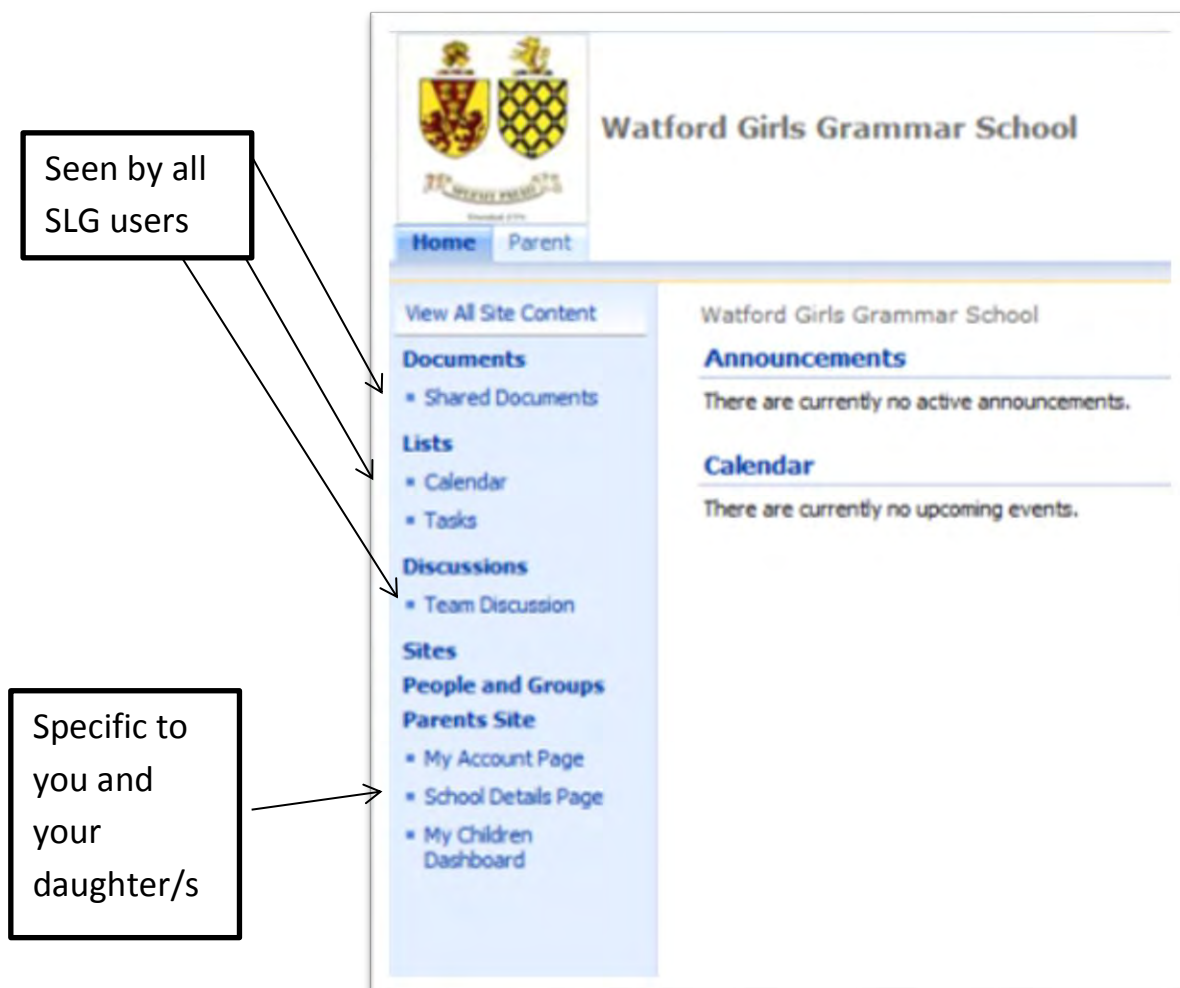 Watford Girls Grammar School
Seen by all
SLG users
Home Parent
View All Site Content
Documents
Shared Documents
Lists
Calendar
Tasks
Discussions
Team Discussion
Sites
People and Groups
Parents Site
My Account Page
School Details Page
My Children
Dashboard
Watford Girls Grammar School
Announcements
There are currently no active announcements.
Calendar
There are currently no upcoming events.
Specific to
you and
your
daughter/s